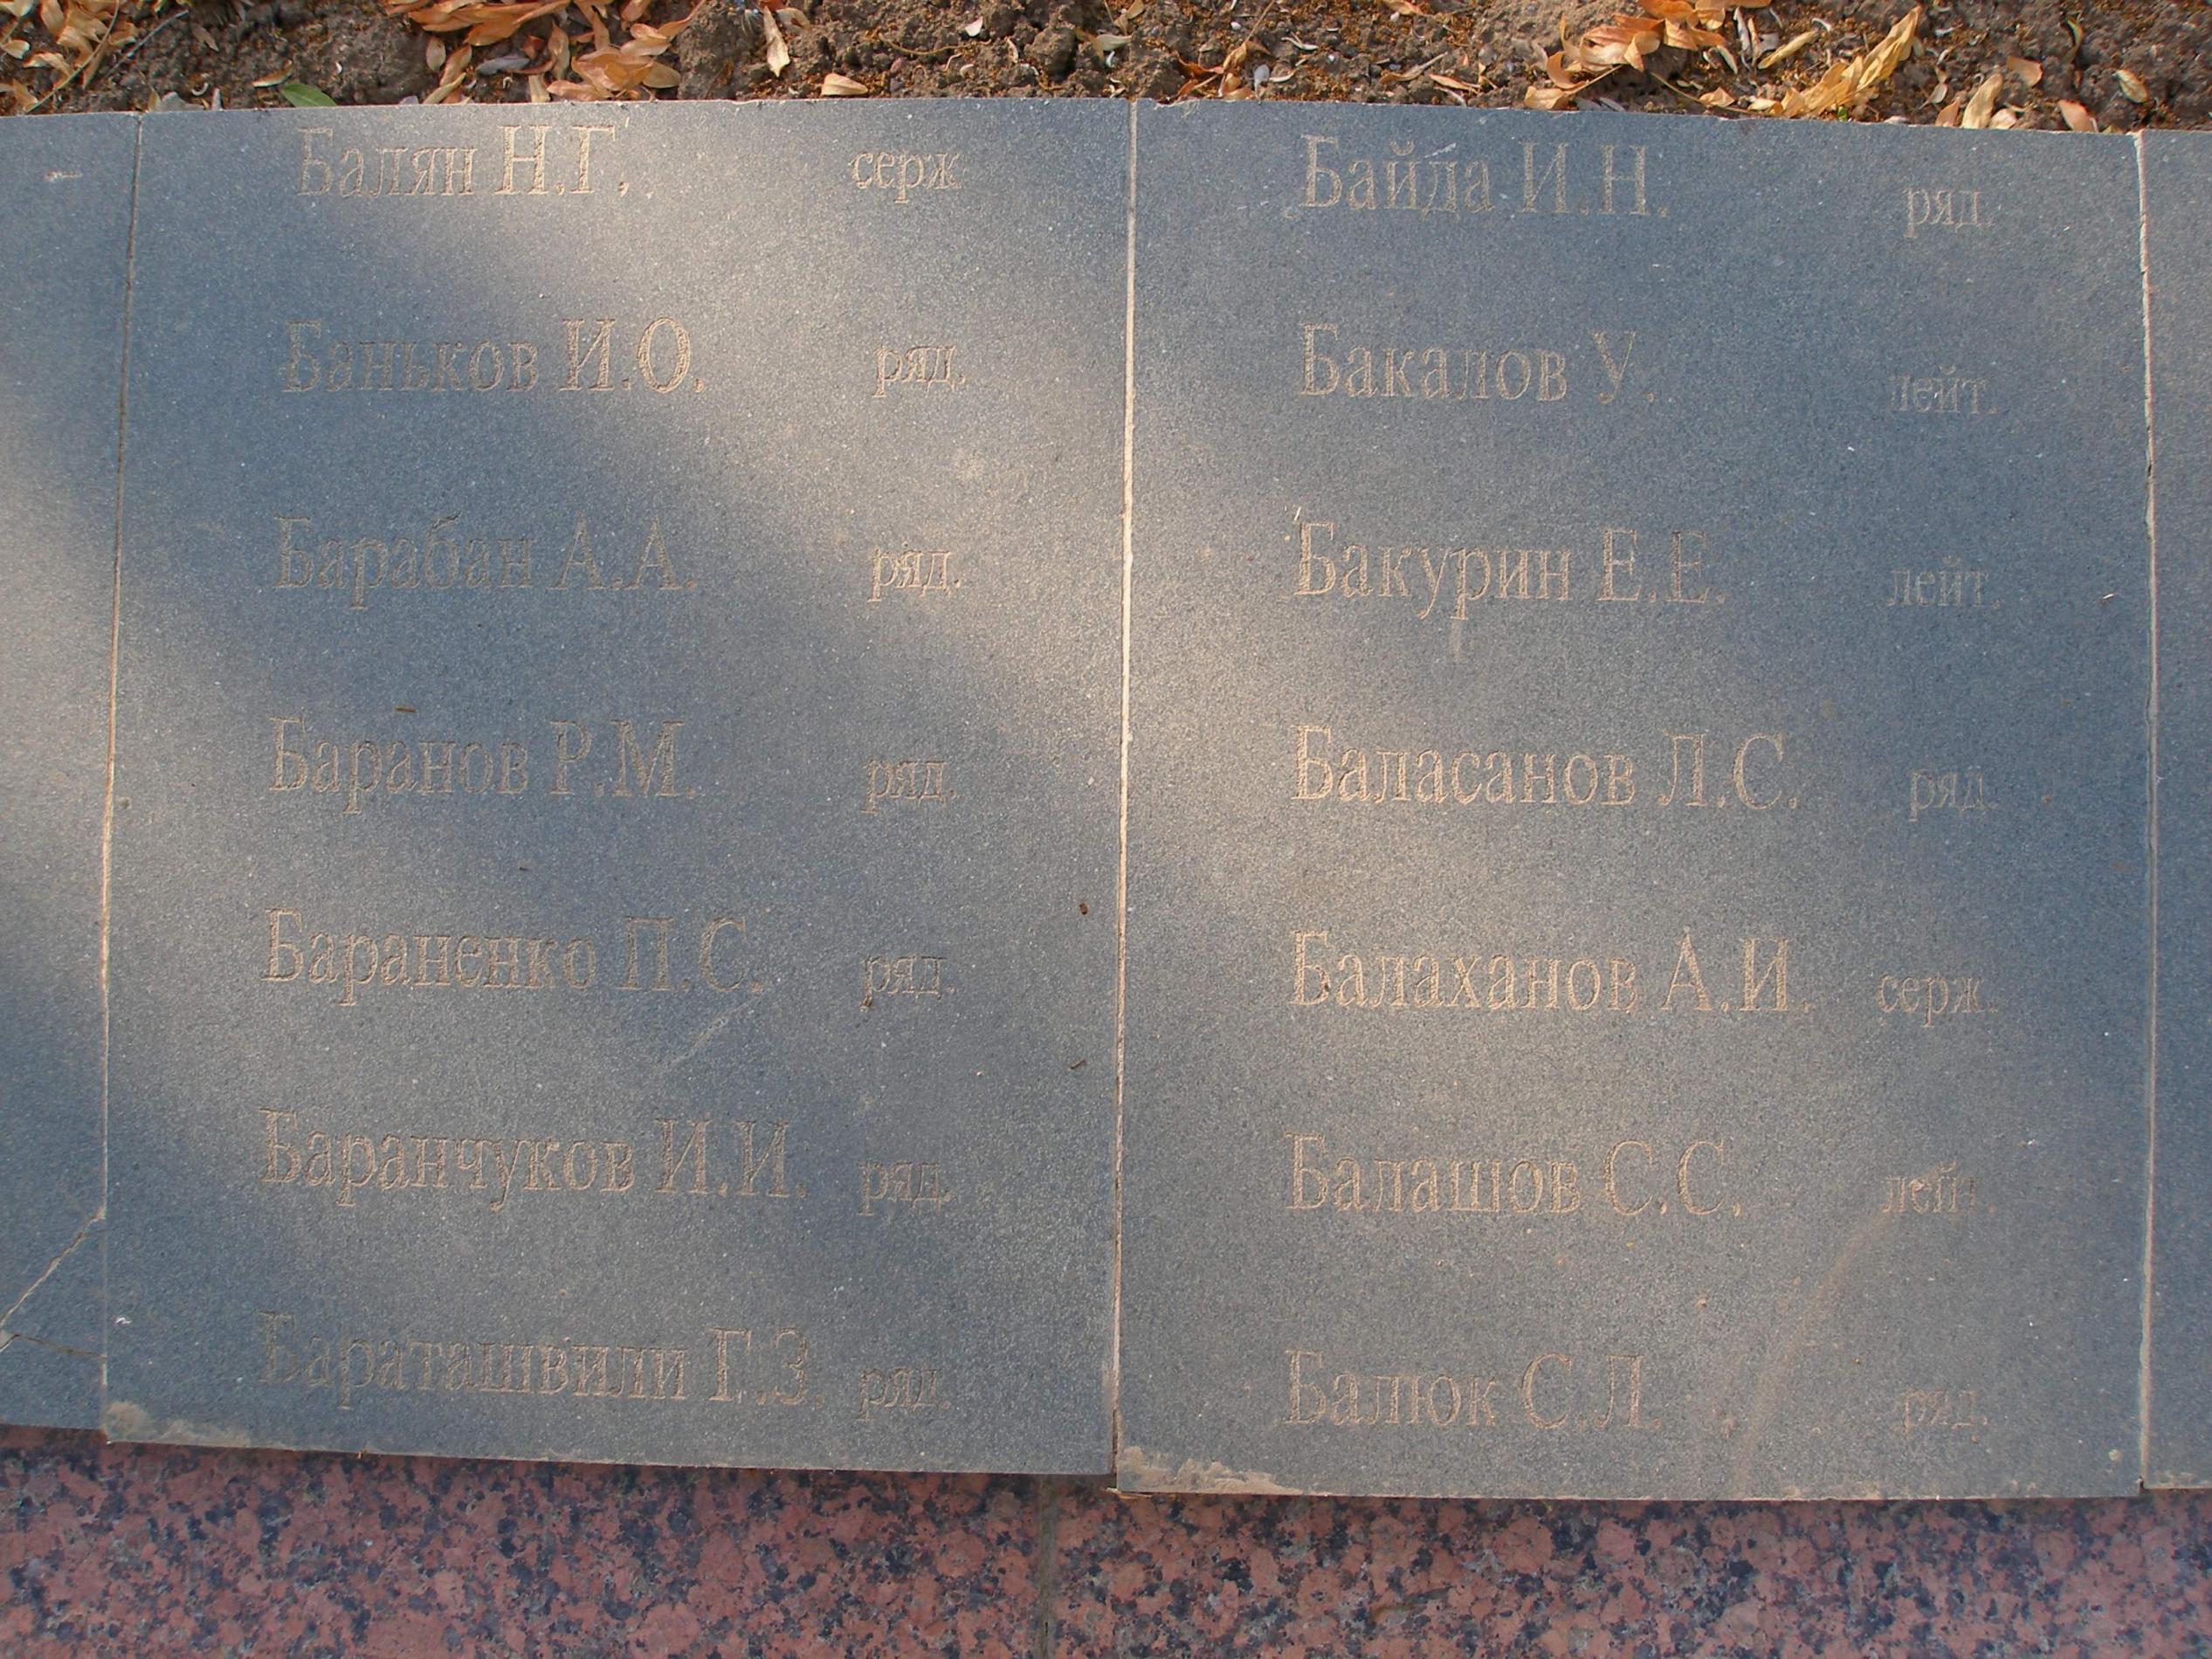 Балян Н.Г. серж
Баньков И.О. ряд.
Барабан А.А. ряд.
Баранов Р.М. ряд.
Бараненко П.С. ряд.
Баранчуков И.И. ряд.
Бараташвили Г.З. ряд.
Байда И.Н. ряд.
Бакалов У. лейт.
Бакурин Е.Е. лейт.
Баласанов Л.С. ряд.
Балаханов А.И. серж.
Балашов С.С. лейт.
Балюк С.Л. ряд.